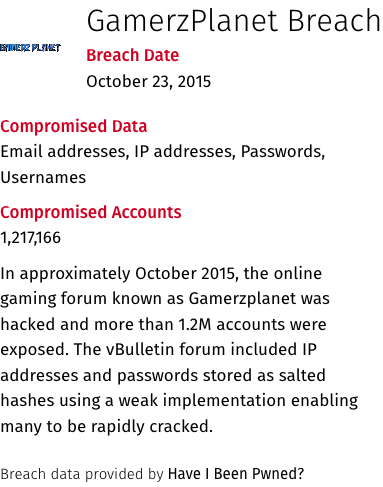 GamerzPlanet Breach
GAMERZ PLANET
Breach Date
October 23, 2015
Compromised Data
Email addresses, IP addresses, Passwords,
Usernames
Compromised Accounts
1,217,166
In approximately October 2015, the online
gaming forum known as Gamerzplanet was
hacked and more than 1.2M accounts were
exposed. The vBulletin forum included IP
addresses and passwords stored as salted
hashes using a weak implementation enabling
many to be rapidly cracked.
Breach data provided by Have I Been Pwned?